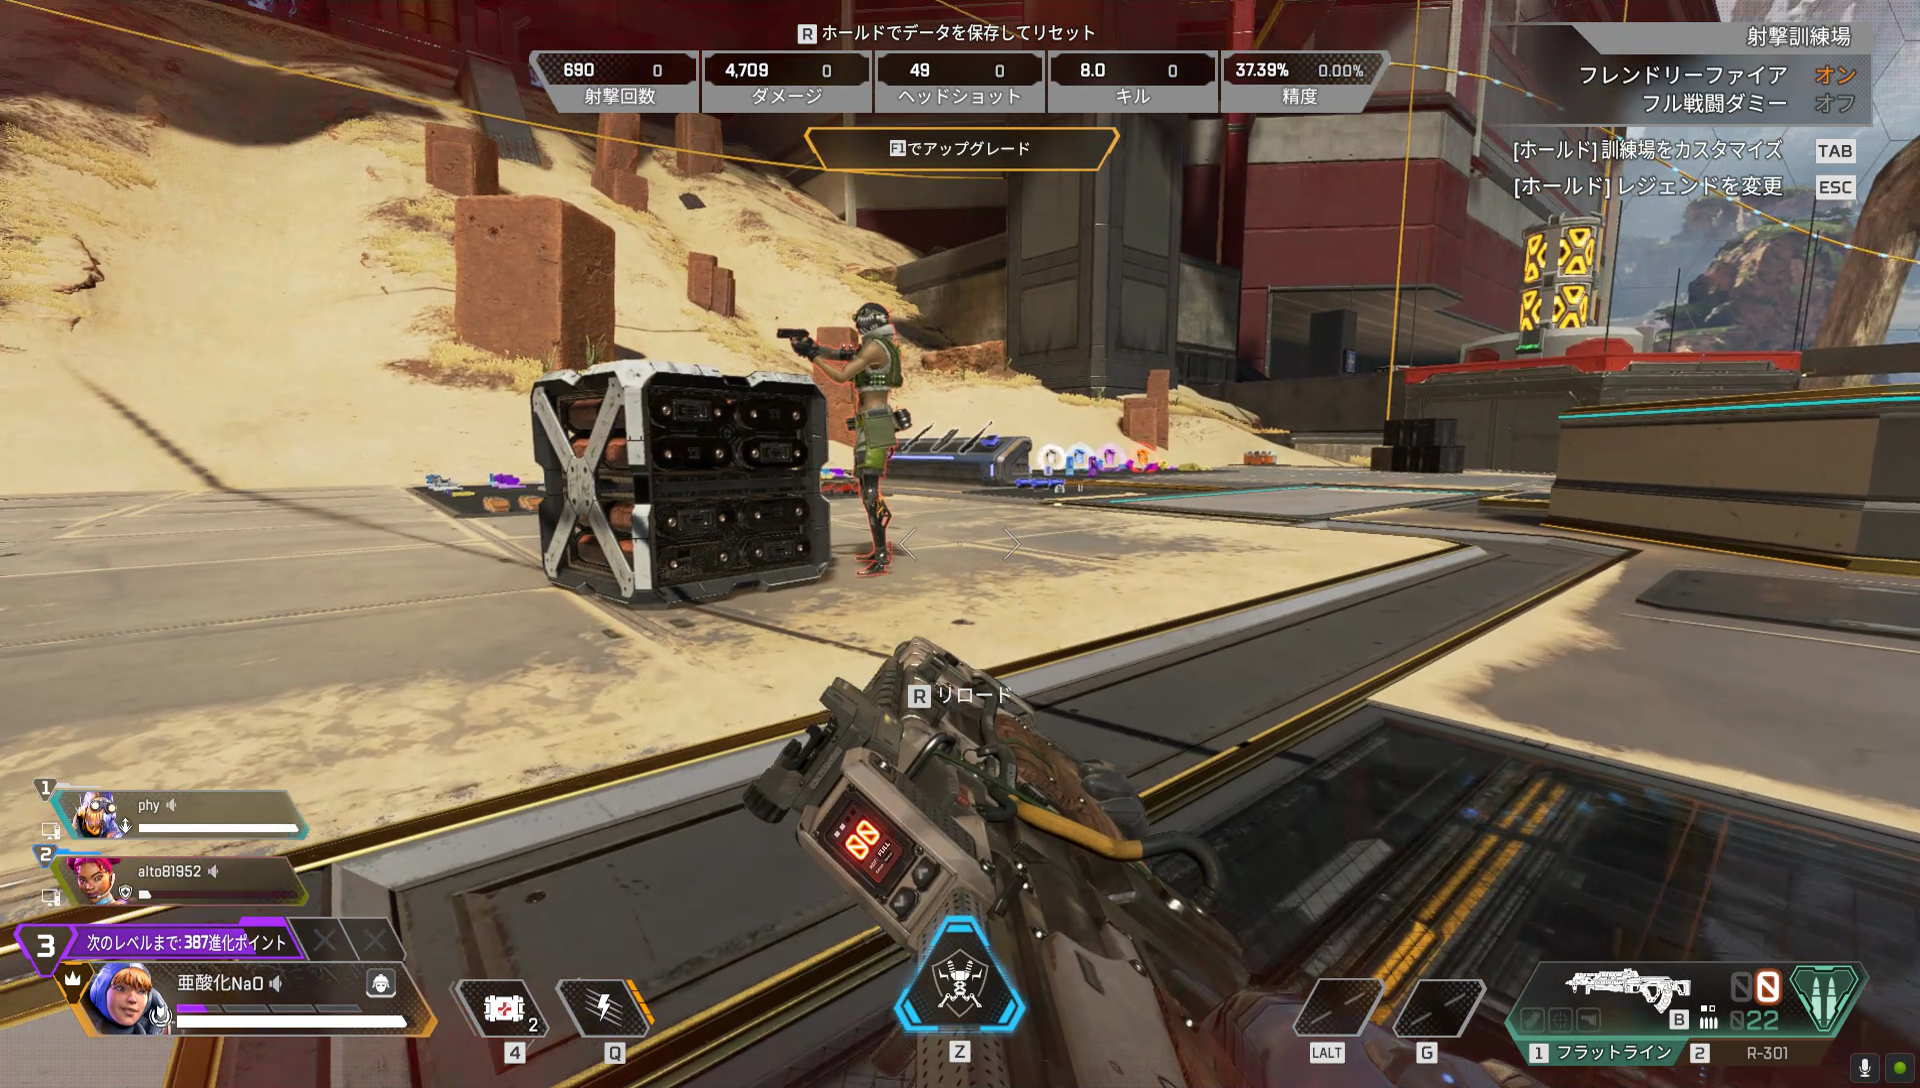 R ホールドでデータを保存してリセット
690 0
射撃回数
4,709 0
ダメージ
49 0
ヘッドショット
8.0 0
キル
37.39% 0.00%
精度
F1でアップグレード
射撃訓練場
フレンドリーファイア オン
フル戦闘ダミー オフ
[ホールド]訓練場をカスタマイズ TAB
[ホールド]レジェンドを変更 ESC
R リロード
00
FULL
1
phy
2
alto81952
3
次のレベルまで:387進化ポイント
亜酸化NaO
2
4
Q
Z
LALT
G
B
00
022
1 フラットライン
2 R-301